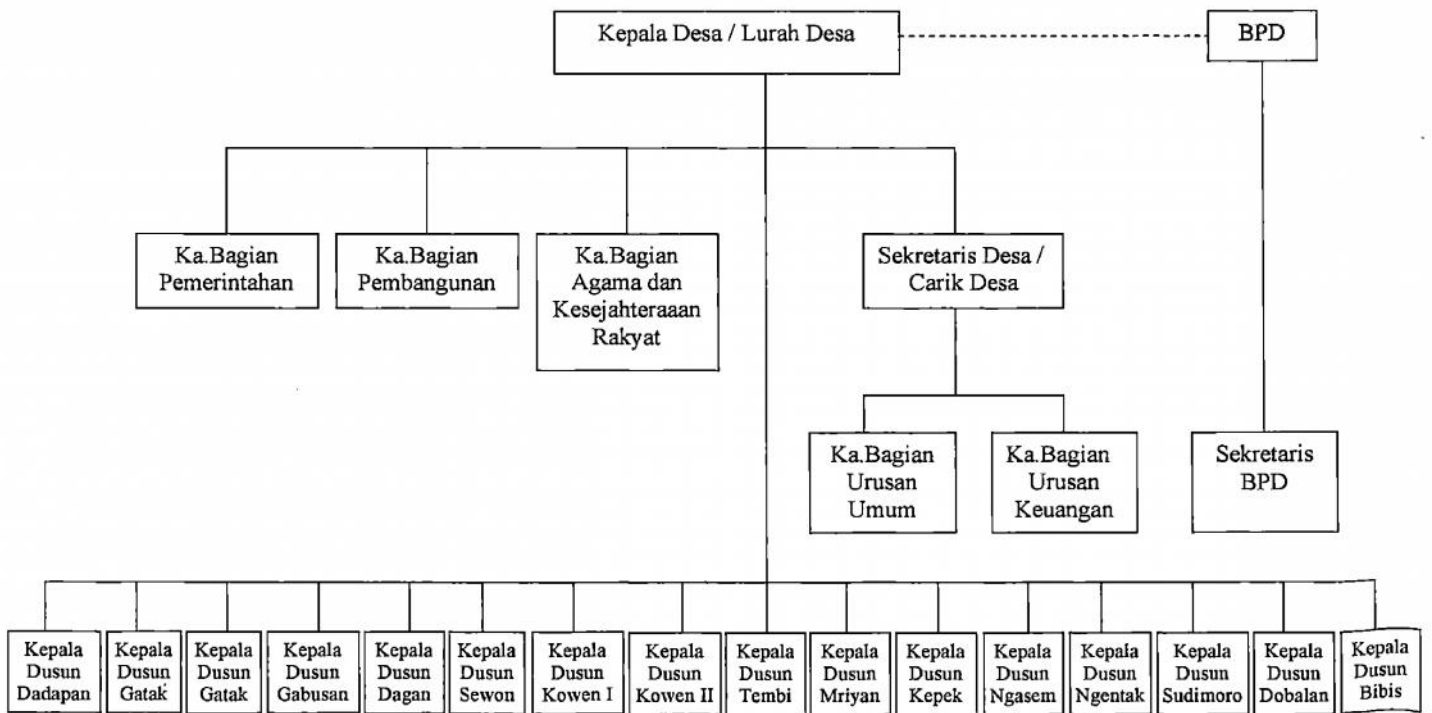 Kepala Desa / Lurah Desa
BPD
Ka.Bagian
Pemerintahan
Ka.Bagian
Pembangunan
Ka.Bagian
Agama dan
Kesejahteraaan
Rakyat
Sekretaris Desa /
Carik Desa
Ka.Bagian
Urusan
Umum
Ka.Bagian
Urusan
Keuangan
Sekretaris
BPD
Kepala
Dusun
Dadapan
Kepala
Dusun
Gatak
Kepala
Dusun
Gatak
Kepala
Dusun
Gabusan
Kepala
Dusun
Dagan
Kepala
Dusun
Sewon
Kepala
Dusun
Kowen I
Kepala
Dusun
Kowen II
Kepala
Dusun
Tembi
Kepala
Dusun
Mriyan
Kepala
Dusun
Kepek
Kepala
Dusun
Ngasem
Kepala
Dusun
Ngentak
Kepala
Dusun
Sudimoro
Kepala
Dusun
Dobalan
Kepala
Dusun
Bibis